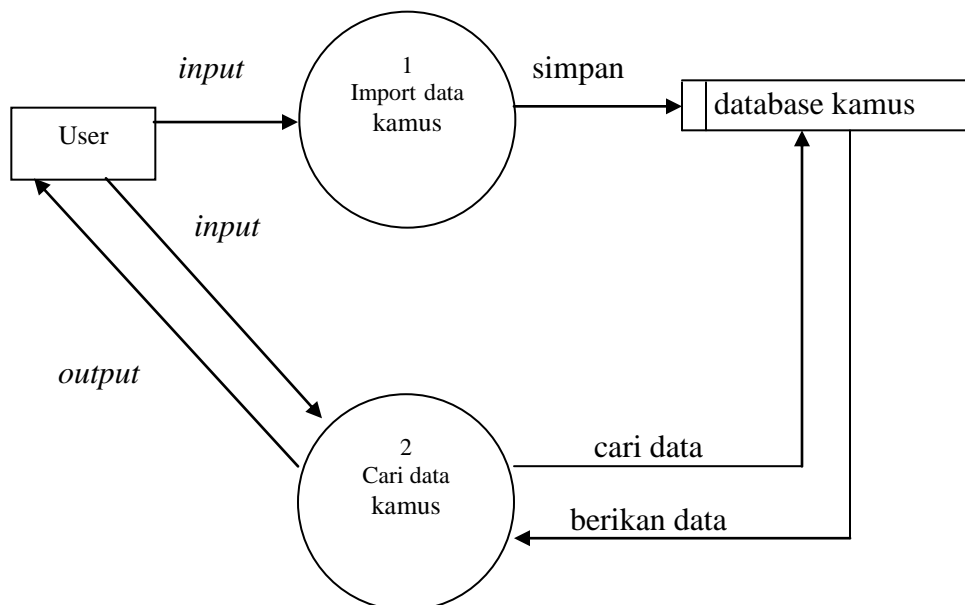 input
1
Import data
kamus
simpan
database kamus
User
input
output
2
Cari data
kamus
cari data
berikan data